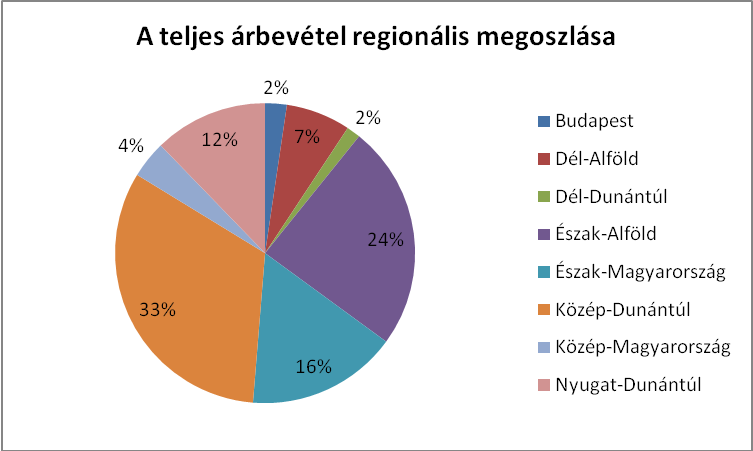 A teljes árbevétel regionális megoszlása
2%
7%
2%
24%
16%
33%
4%
12%
Budapest
Dél-Alföld
Dél-Dunántúl
Észak-Alföld
Észak-Magyarország
Közép-Dunántúl
Közép-Magyarország
Nyugat-Dunántúl